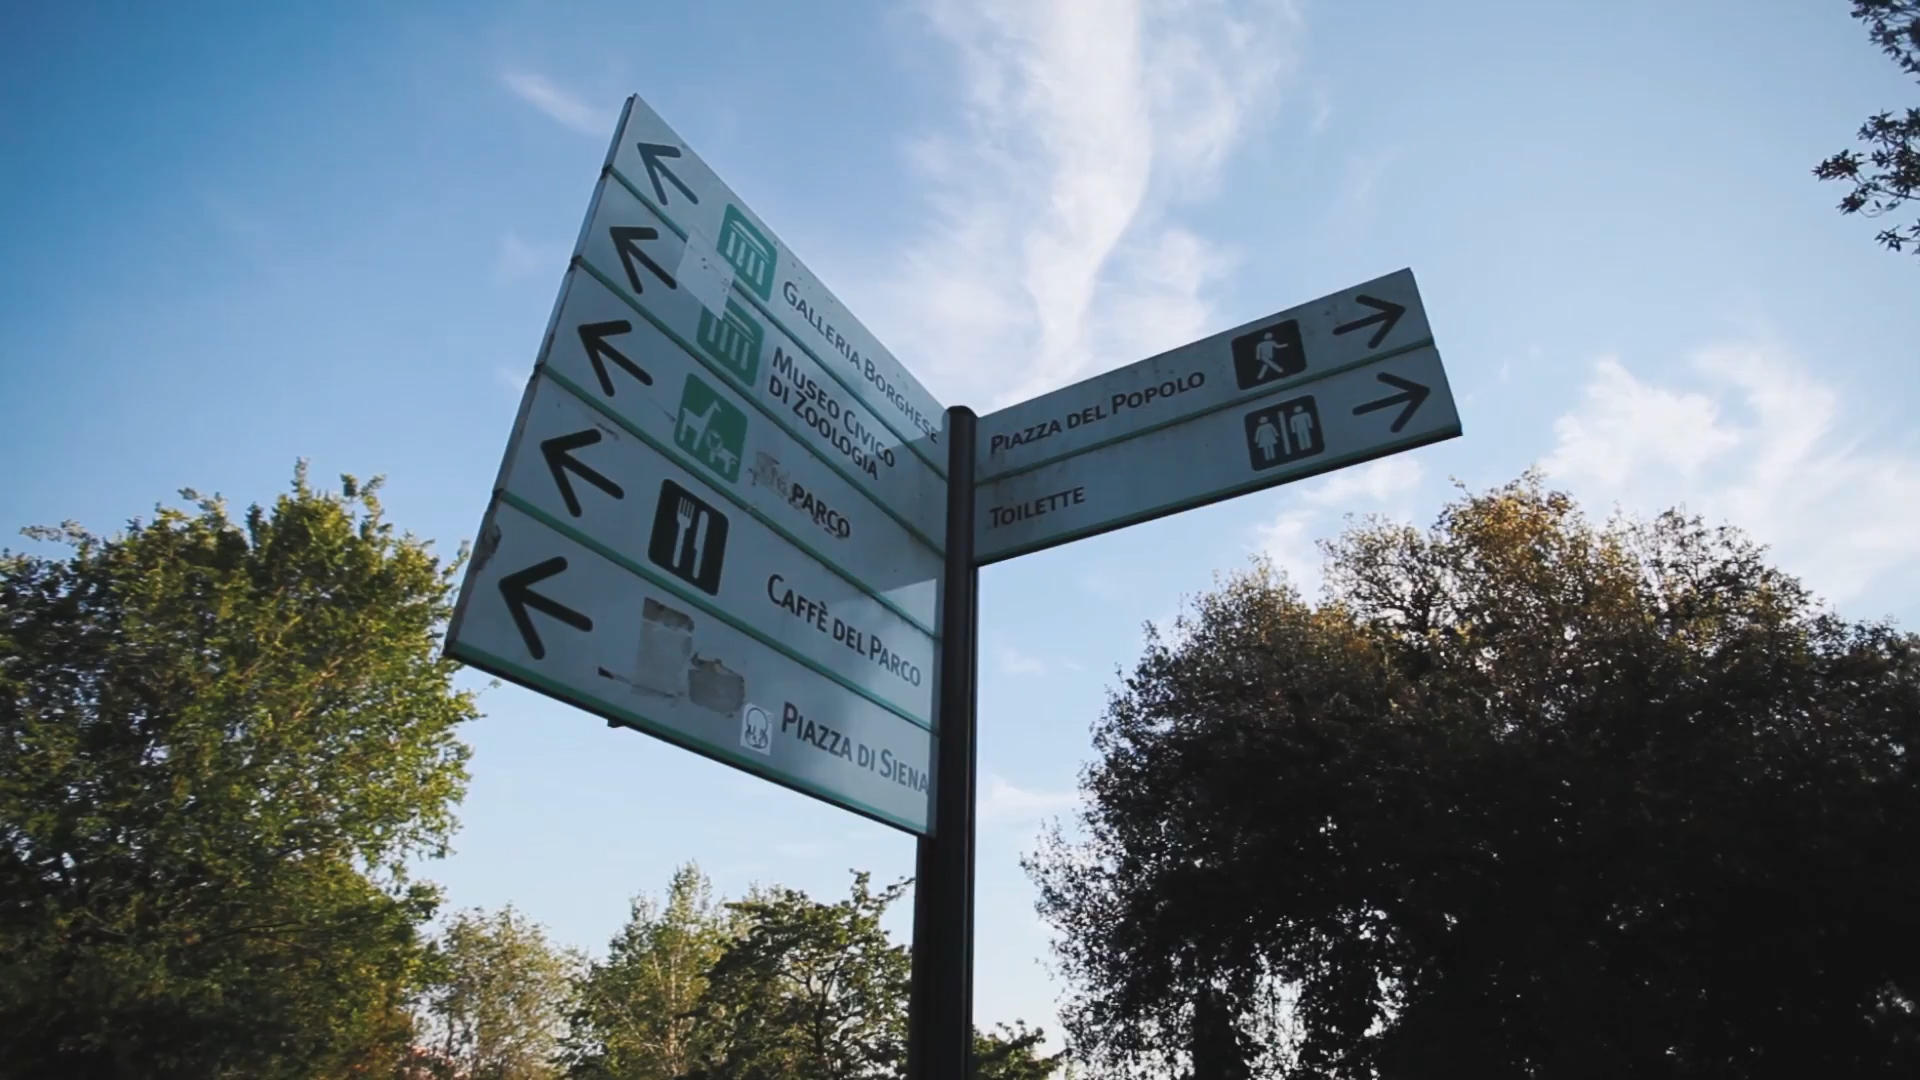 GALLERIA BORGHESE
MUSEO CIVICO
DI ZOOLOGIA
PARCO
CAFFÈ DEL PARCO
PIAZZA DI SIENA
PIAZZA DEL POPOLO
TOILETTE